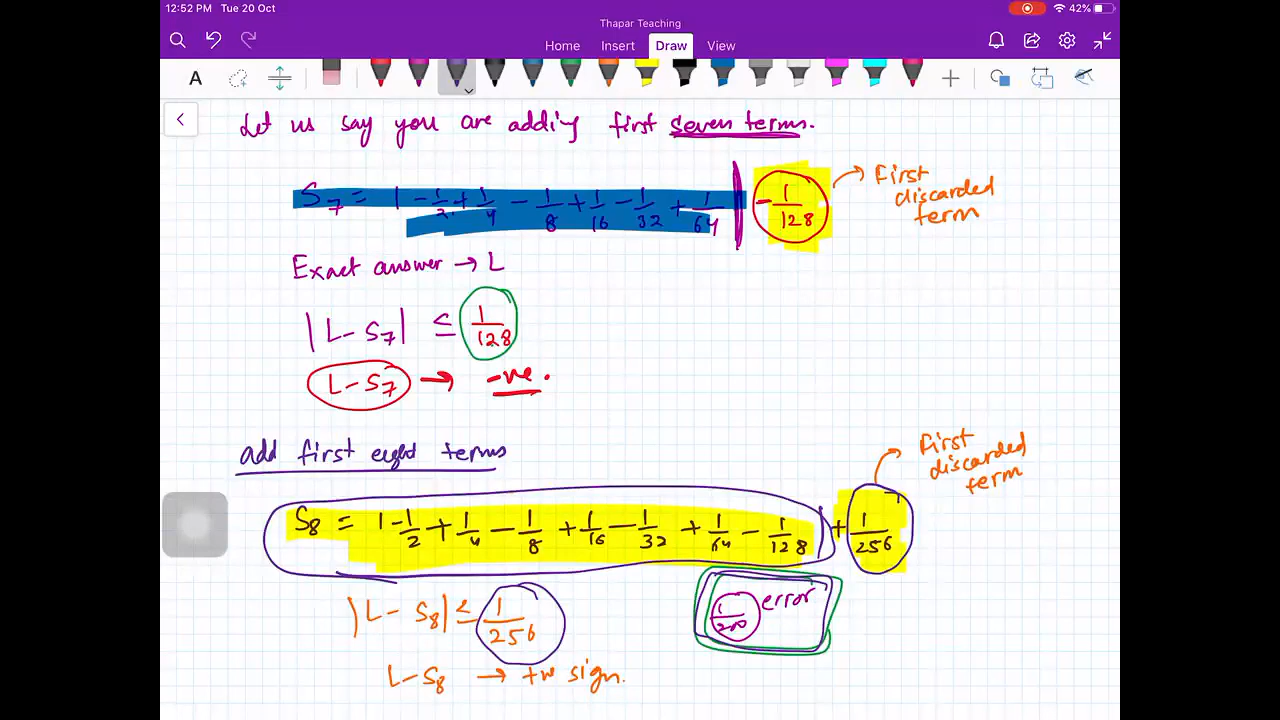 12:52 PM Tue 20 Oct
42%
Thapar Teaching
Home Insert Draw View
A
Let us say you are adding first seven terms.
S7 = 1 - 1/2 + 1/4 - 1/8 + 1/16 - 1/32 + 1/64 | - 1/128
First discarded term
Exact answer → L
|L - S7| ≤ 1/128
L - S7 → -ve.
add first eight terms
First discarded term
S8 = 1 - 1/2 + 1/4 - 1/8 + 1/16 - 1/32 + 1/64 - 1/128 | + 1/256
|L - S8| ≤ 1/256
error
L - S8 → +ve sign.